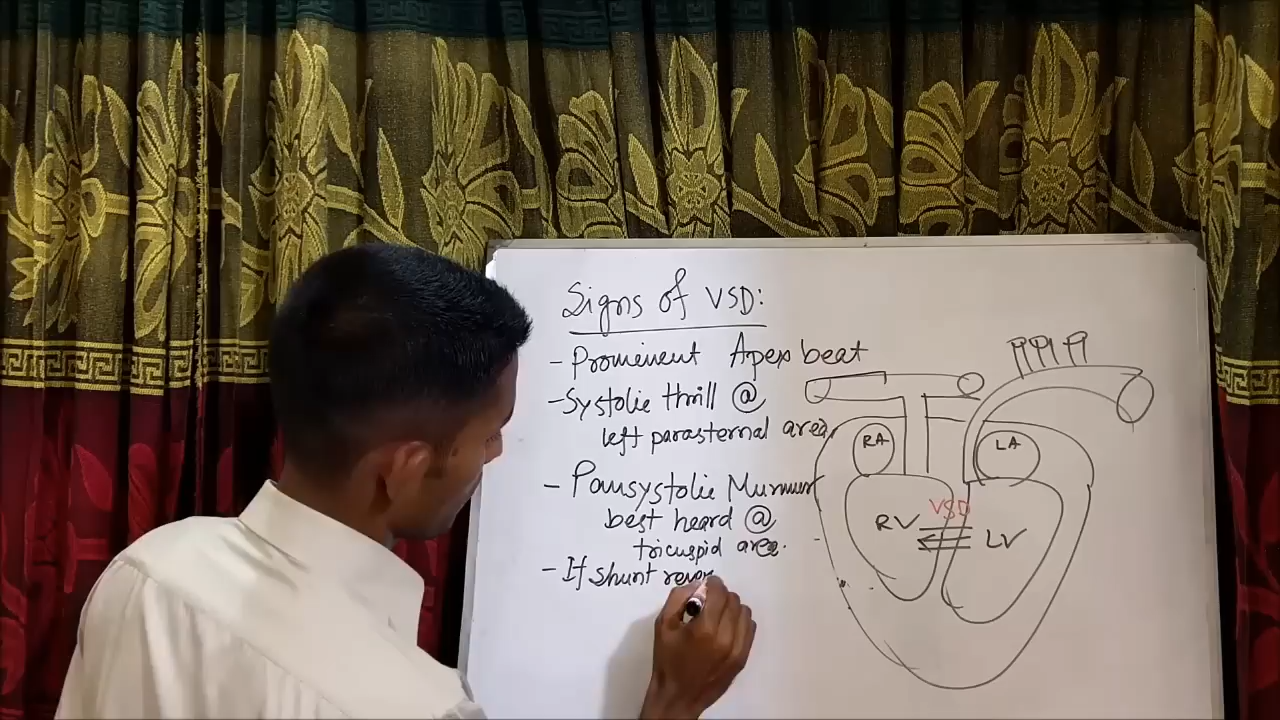 Signs of VSD:
- Prominent Apex beat
- Systolic thrill @
left parasternal area,
- Pansystolic Murmur
best heard @
tricuspid area.
- If shunt rever
RA
LA
VSD
RV
LV